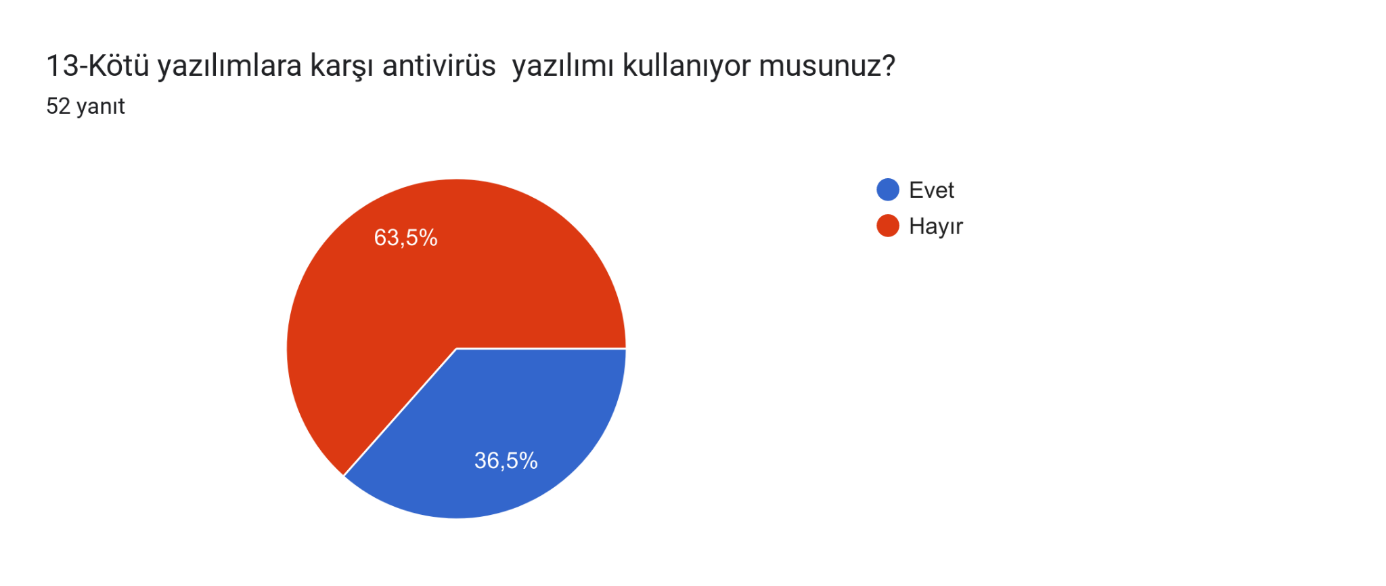 13-Kötü yazılımlara karşı antivirüs  yazılımı kullanıyor musunuz?
52 yanıt
Evet
Hayır
63,5%
36,5%